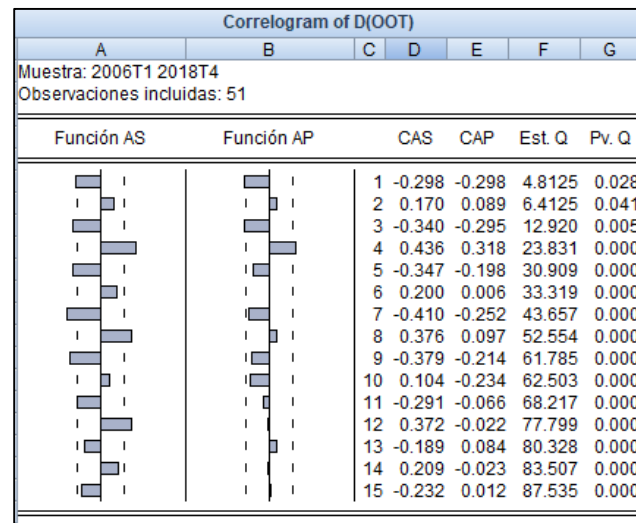 Correlogram of D(OOT)
A B C D E F G
Muestra: 2006T1 2018T4
Observaciones incluidas: 51
Función AS Función AP CAS CAP Est. Q Pv. Q
1 -0.298 -0.298 4.8125 0.028
2 0.170 0.089 6.4125 0.041
3 -0.340 -0.295 12.920 0.005
4 0.436 0.318 23.831 0.000
5 -0.347 -0.198 30.909 0.000
6 0.200 0.006 33.319 0.000
7 -0.410 -0.252 43.657 0.000
8 0.376 0.097 52.554 0.000
9 -0.379 -0.214 61.785 0.000
10 0.104 -0.234 62.503 0.000
11 -0.291 -0.066 68.217 0.000
12 0.372 -0.022 77.799 0.000
13 -0.189 0.084 80.328 0.000
14 0.209 -0.023 83.507 0.000
15 -0.232 0.012 87.535 0.000